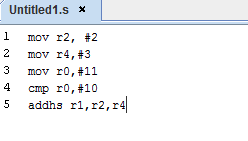 Untitled1.s ×
1 mov r2, #2
2 mov r4,#3
3 mov r0,#11
4 cmp r0,#10
5 addhs r1,r2,r4